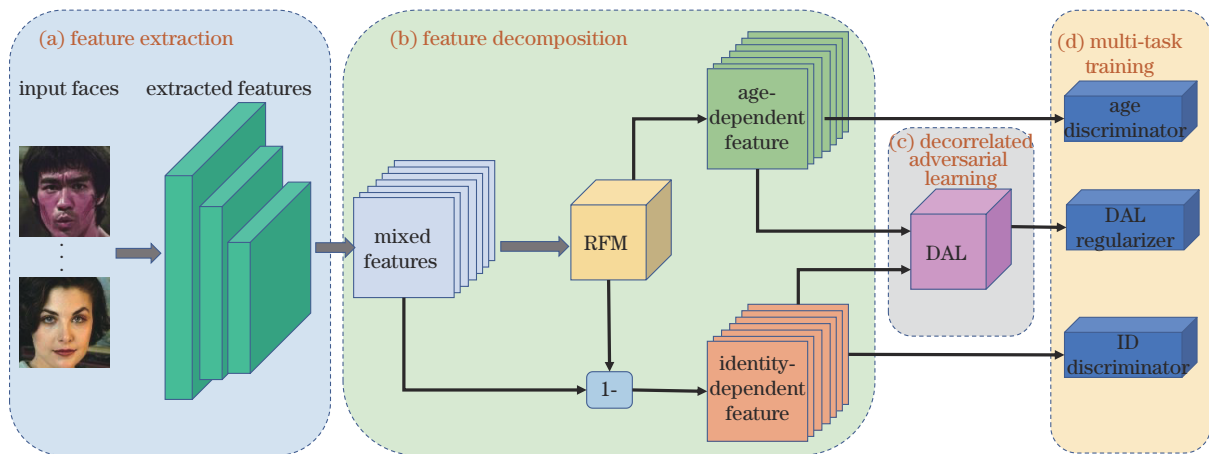 (a) feature extraction
input faces
extracted features
(b) feature decomposition
mixed
features
RFM
1-
age-
dependent
feature
identity-
dependent
feature
(c) decorrelated
adversarial
learning
DAL
(d) multi-task
training
age
discriminator
DAL
regularizer
ID
discriminator